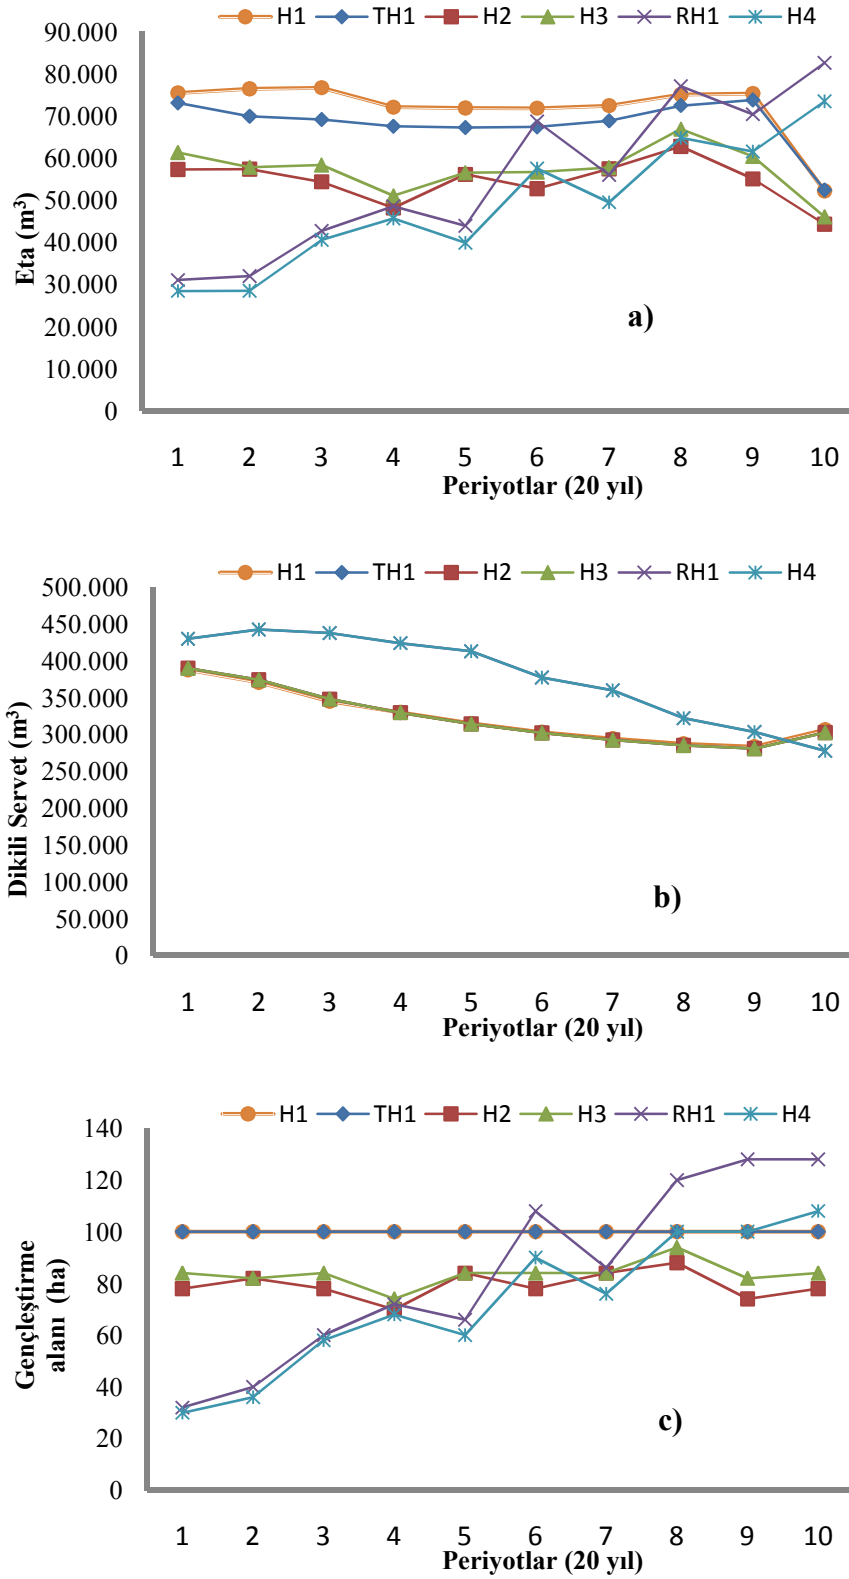 H1 TH1 H2 H3 RH1 H4
90.000
80.000
70.000
60.000
50.000
40.000
30.000
20.000
10.000
0
Eta (m³)
a)
1 2 3 4 5 6 7 8 9 10
Periyotlar (20 yıl)
H1 TH1 H2 H3 RH1 H4
500.000
450.000
400.000
350.000
300.000
250.000
200.000
150.000
100.000
50.000
0
Dikili Servet (m³)
b)
1 2 3 4 5 6 7 8 9 10
Periyotlar (20 yıl)
H1 TH1 H2 H3 RH1 H4
140
120
100
80
60
40
20
0
Gençleştirme
alanı (ha)
c)
1 2 3 4 5 6 7 8 9 10
Periyotlar (20 yıl)